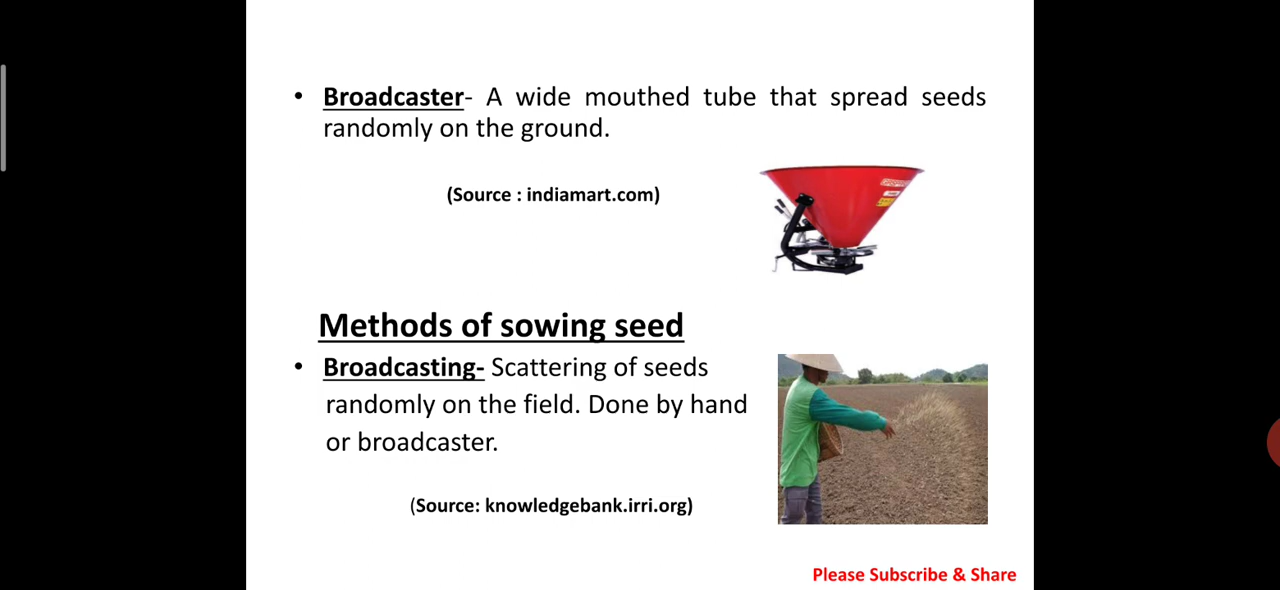 • Broadcaster- A wide mouthed tube that spread seeds
randomly on the ground.
(Source : indiamart.com)
Methods of sowing seed
• Broadcasting- Scattering of seeds
randomly on the field. Done by hand
or broadcaster.
(Source: knowledgebank.irri.org)
Please Subscribe & Share